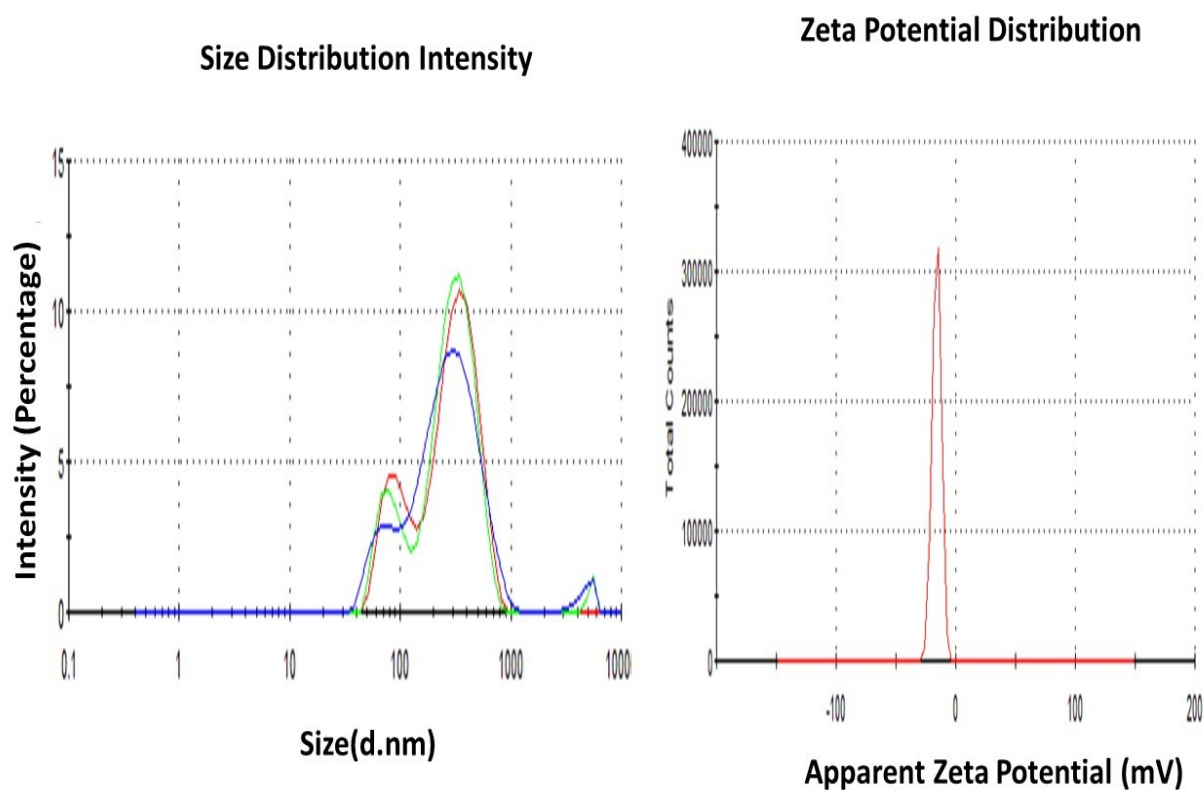 Size Distribution Intensity
Zeta Potential Distribution
15
10
5
0
0.1 1 10 100 1000 1000
Intensity (Percentage)
Size(d.nm)
400000
300000
200000
100000
0
-100 0 100 200
Total Counts
Apparent Zeta Potential (mV)